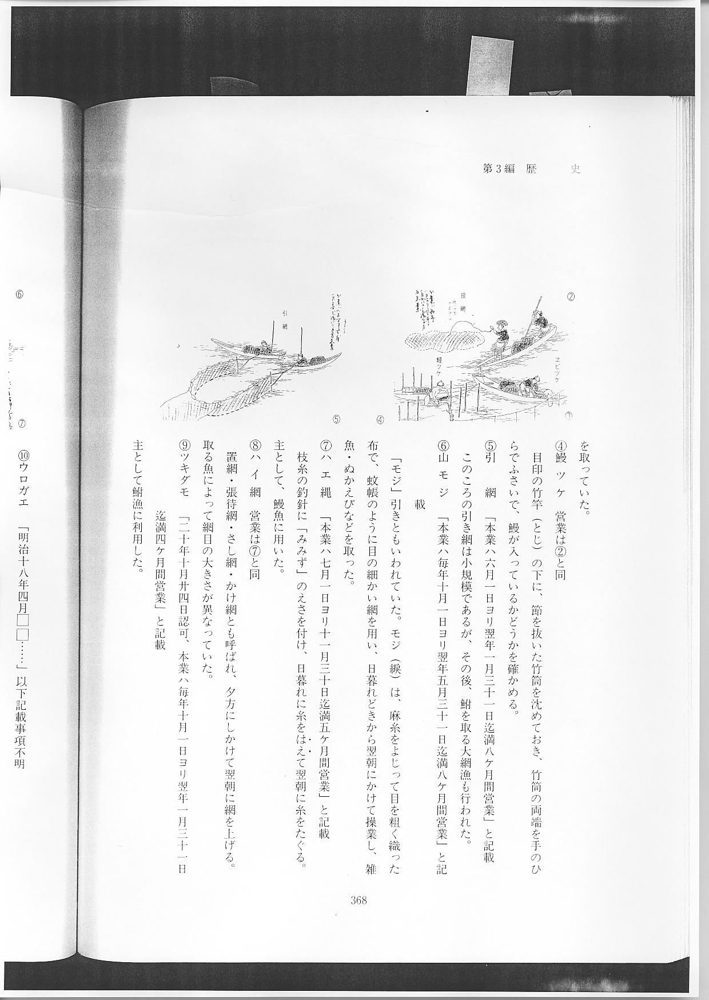 第3編 歴 史
②
投網
鰻ツケ
ヱビツケ
③
④
引網
⑤
を取っていた。
④鰻ツケ 営業は②と同
目印の竹竿（とじ）の下に、節を抜いた竹筒を沈めておき、竹筒の両端を手のひ
らでふさいで、鰻が入っているかどうかを確かめる。
⑤引 網 「本業ハ六月一日ヨリ翌年一月三十一日迄満八ケ月間営業」と記載
このころの引き網は小規模であるが、その後、鮒を取る大網漁も行われた。
⑥山モジ 「本業ハ毎年十月一日ヨリ翌年五月三十一日迄満八ケ月間営業」と記
載
「モジ」引きともいわれていた。モジ（綟）は、麻糸をよじって目を粗く織った
布で、蚊帳のように目の細かい網を用い、日暮れどきから翌朝にかけて操業し、雑
魚・ぬかえびなどを取った。
⑦ハエ縄 「本業ハ七月一日ヨリ十一月三十日迄満五ケ月間営業」と記載
枝糸の釣針に「みみず」のえさを付け、日暮れに糸をはえて翌朝に糸をたぐる。
主として、鰻魚に用いた。
⑧ハイ網 営業は⑦と同
置網・張待網・さし網・かけ網とも呼ばれ、夕方にしかけて翌朝に網を上げる。
取る魚によって網目の大きさが異なっていた。
⑨ツキダモ 「二十年十月廿四日認可、本業ハ毎年十月一日ヨリ翌年一月三十一日
迄満四ケ月間営業」と記載
主として鮒漁に利用した。
368
⑥
⑦
⑩ウロガエ 「明治十八年四月□□……」以下記載事項不明